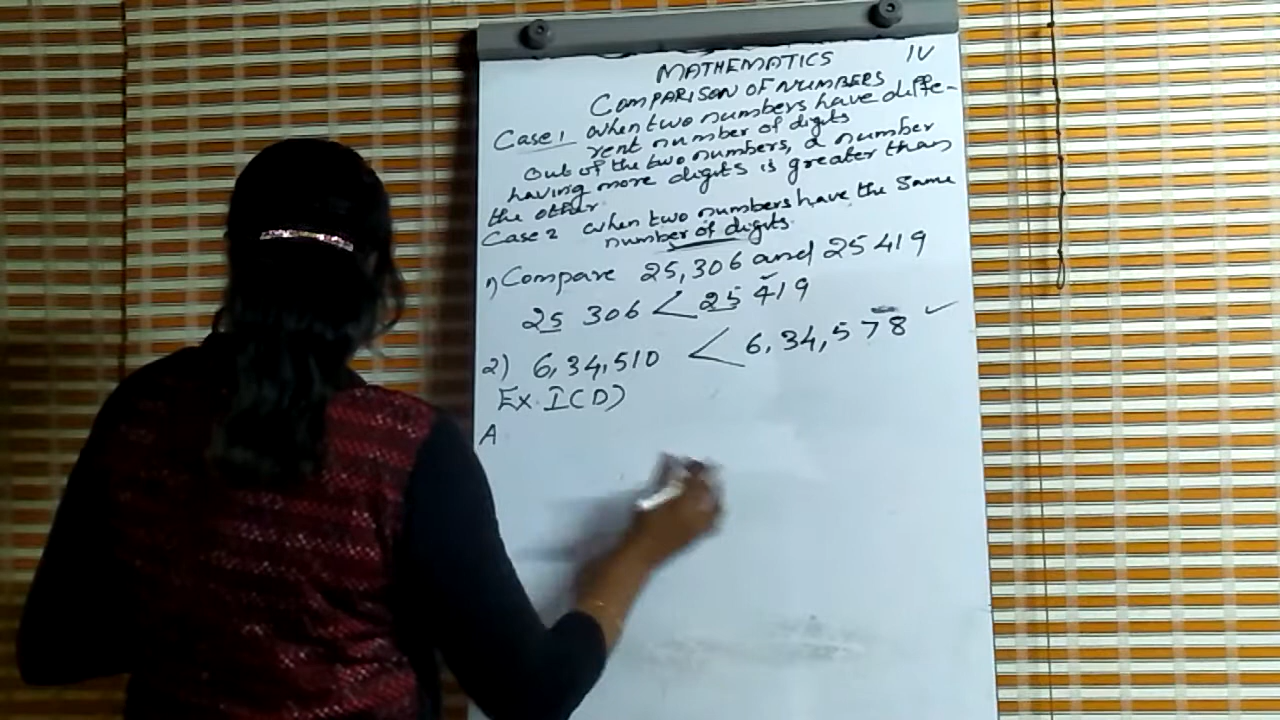 MATHEMATICS IV
COMPARISON OF NUMBERS
Case 1 When two numbers have diffe-
rent number of digits
out of the two numbers, a number
having more digits is greater than
the other
Case 2 When two numbers have the same
number of digits.
1) Compare 25,306 and 25419
25 306 < 25 419
2) 6,34,510 < 6,34,578 ✓
Ex. I(D)
A